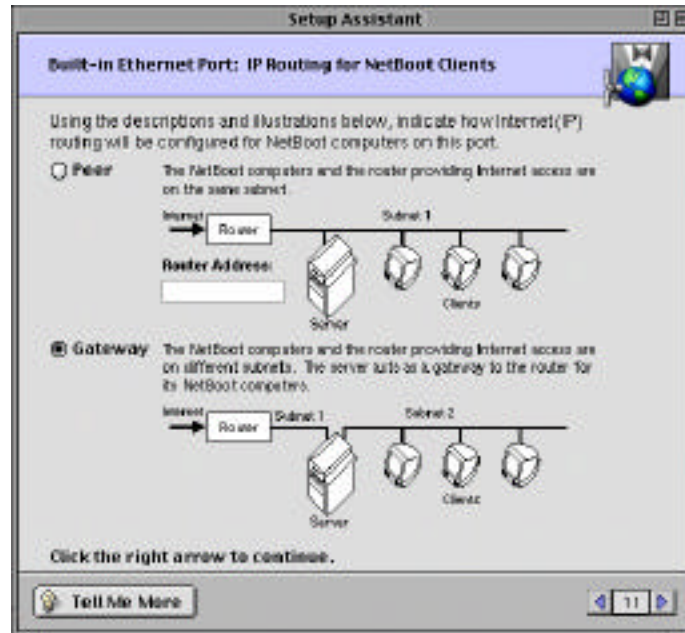 Setup Assistant
Built-in Ethernet Port: IP Routing for NetBoot Clients
Using the descriptions and illustrations below, indicate how Internet(IP)
routing will be configured for NetBoot computers on this port.
Peer
The NetBoot computers and the router providing Internet access are
on the same subnet.
Internet
Router
Subnet 1
Router Address:
Clients
Server
Gateway
The NetBoot computers and the router providing Internet access are
on different subnets. The server acts as a gateway to the router for
its NetBoot computers.
Internet
Router
Subnet 1
Subnet 2
Clients
Server
Click the right arrow to continue.
Tell Me More
11